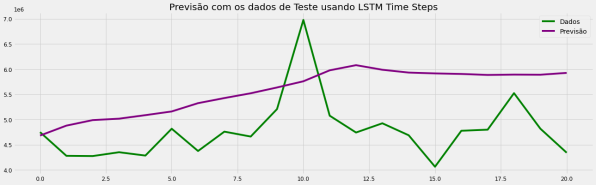 Previsão com os dados de Teste usando LSTM Time Steps
1e6
Dados
Previsão
7.0
6.5
6.0
5.5
5.0
4.5
4.0
0.0 2.5 5.0 7.5 10.0 12.5 15.0 17.5 20.0